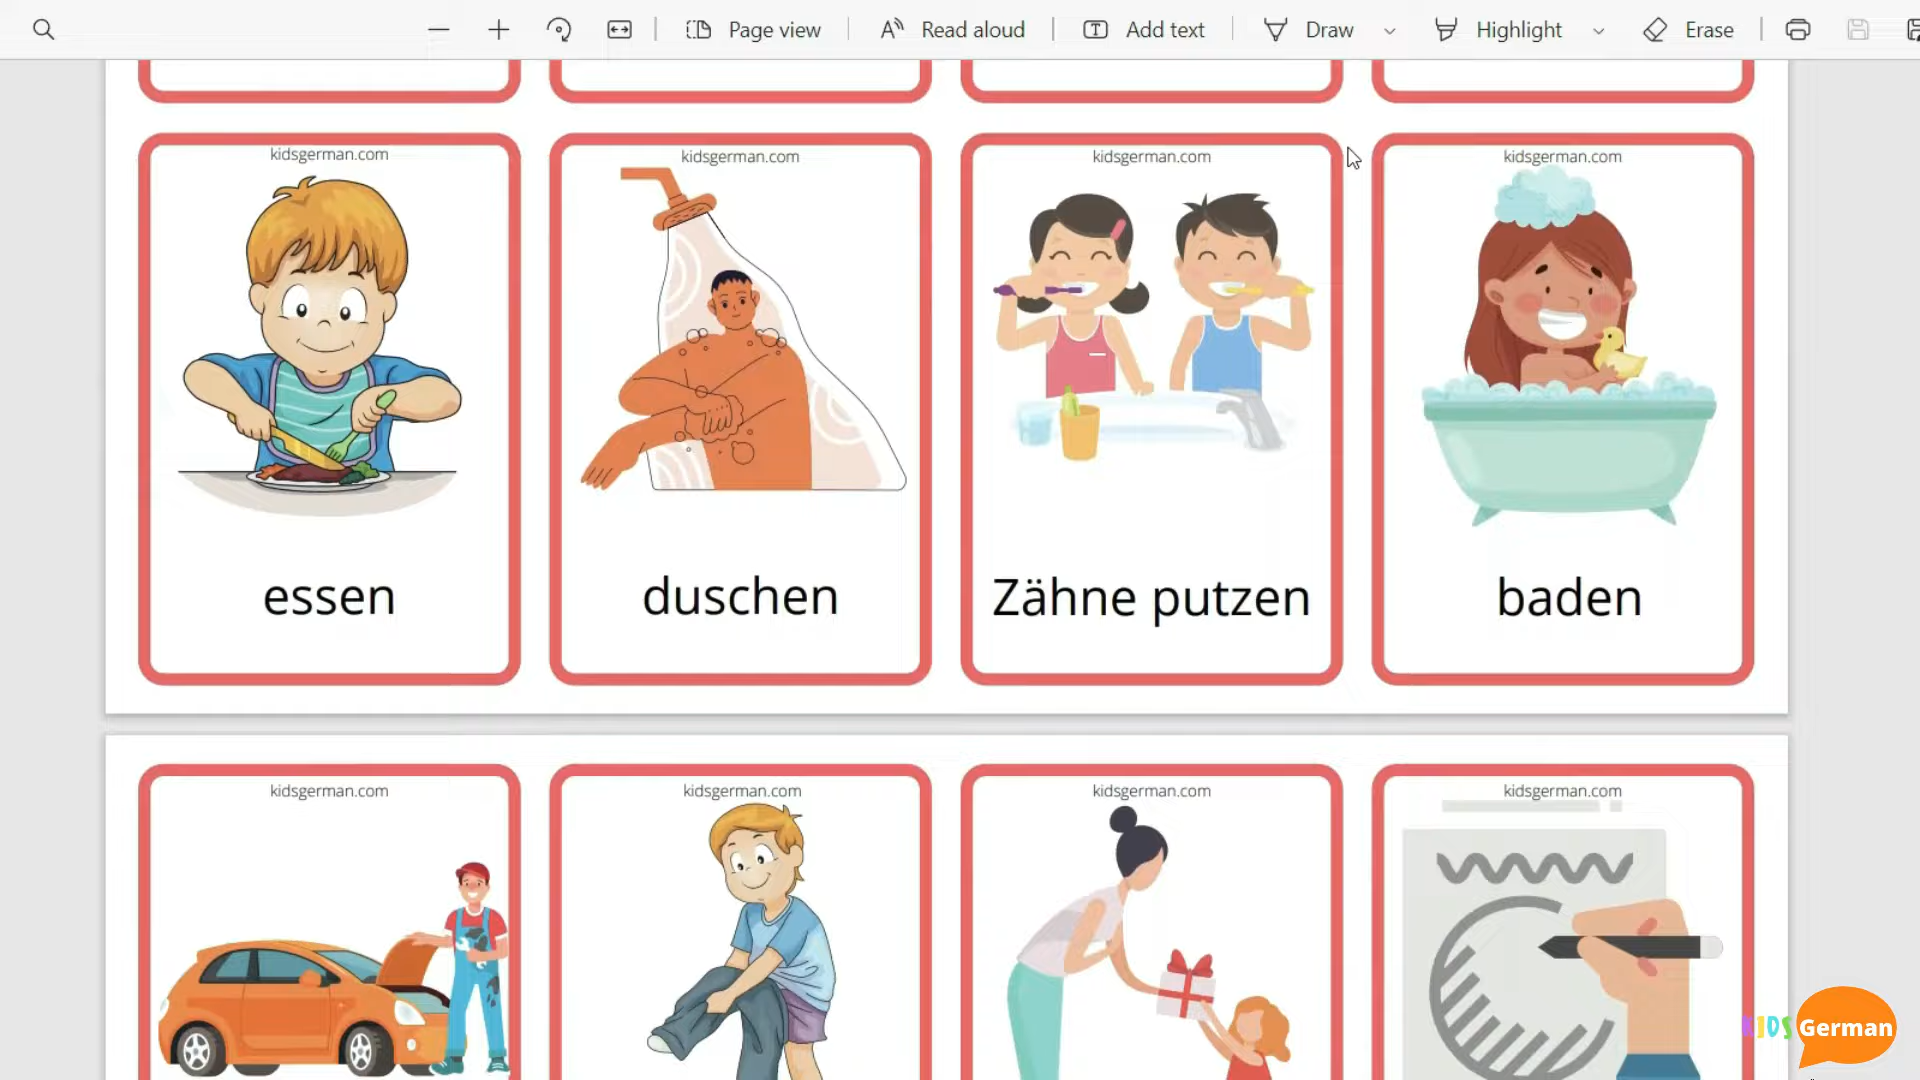 Page view
Read aloud
Add text
Draw
Highlight
Erase
kidsgerman.com
kidsgerman.com
kidsgerman.com
kidsgerman.com
essen
duschen
Zähne putzen
baden
kidsgerman.com
kidsgerman.com
kidsgerman.com
kidsgerman.com
KIDS German